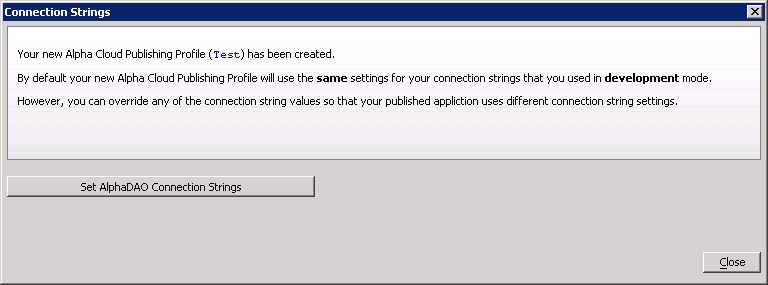 Connection Strings
Your new Alpha Cloud Publishing Profile (Test) has been created.
By default your new Alpha Cloud Publishing Profile will use the same settings for your connection strings that you used in development mode.
However, you can override any of the connection string values so that your published appliction uses different connection string settings.
Set AlphaDAO Connection Strings
Close